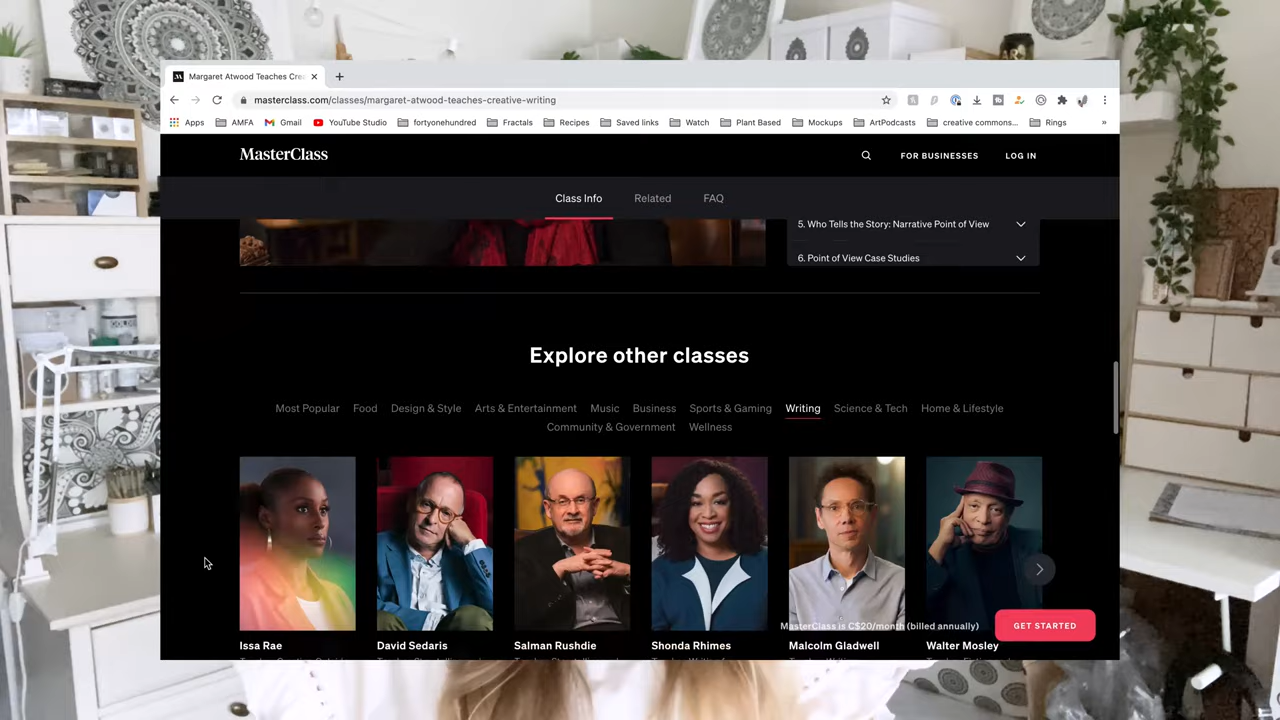 Margaret Atwood Teaches Crea
masterclass.com/classes/margaret-atwood-teaches-creative-writing
Apps AMFA Gmail YouTube Studio fortyonehundred Fractals Recipes Saved links Watch Plant Based Mockups ArtPodcasts creative commons... Rings »
MasterClass FOR BUSINESSES LOG IN
Class Info Related FAQ
5. Who Tells the Story: Narrative Point of View
6. Point of View Case Studies
Explore other classes
Most Popular Food Design & Style Arts & Entertainment Music Business Sports & Gaming Writing Science & Tech Home & Lifestyle
Community & Government Wellness
MasterClass is C$20/month (billed annually) GET STARTED
Issa Rae David Sedaris Salman Rushdie Shonda Rhimes Malcolm Gladwell Walter Mosley